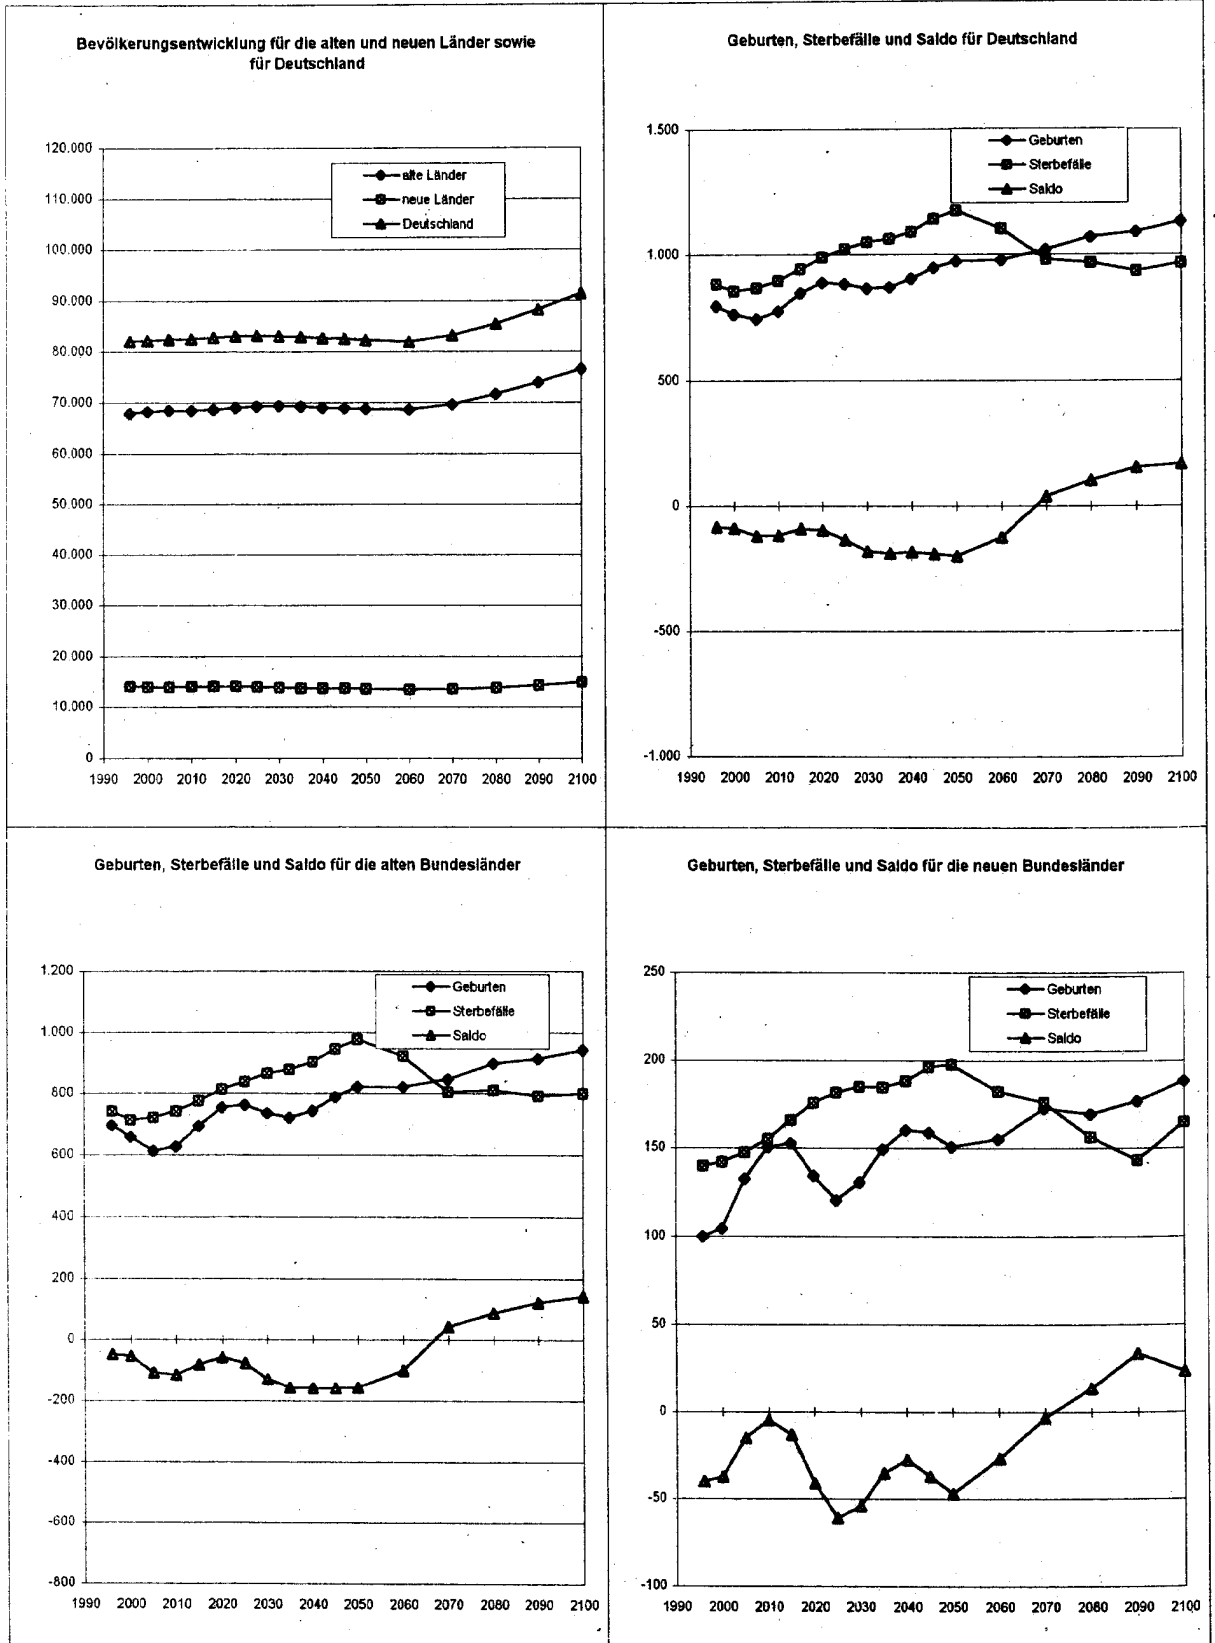 Bevölkerungsentwicklung für die alten und neuen Länder sowie
für Deutschland
120.000
110.000
100.000
90.000
80.000
70.000
60.000
50.000
40.000
30.000
20 000
10.000
0
1990 2000 2010 2020 2030 2040 2050 2060 2070 2080 2090 2100
alte Länder
neue Länder
Deutschland
Geburten, Sterbefälle und Saldo für Deutschland
1.500
1.000
500
0
-500
-1.000
1990 2000 2010 2020 2030 2040 2050 2060 2070 2080 2090 2100
Geburten
Sterbefälle
Saldo
Geburten, Sterbefälle und Saldo für die alten Bundesländer
1.200
1.000
800
600
400
200
0
-200
-400
-600
-800
1990 2000 2010 2020 2030 2040 2050 2060 2070 2080 2090 2100
Geburten
Sterbefälle
Saldo
Geburten, Sterbefälle und Saldo für die neuen Bundesländer
250
200
150
100
50
0
-50
-100
1990 2000 2010 2020 2030 2040 2050 2060 2070 2080 2090 2100
Geburten
Sterbefälle
Saldo